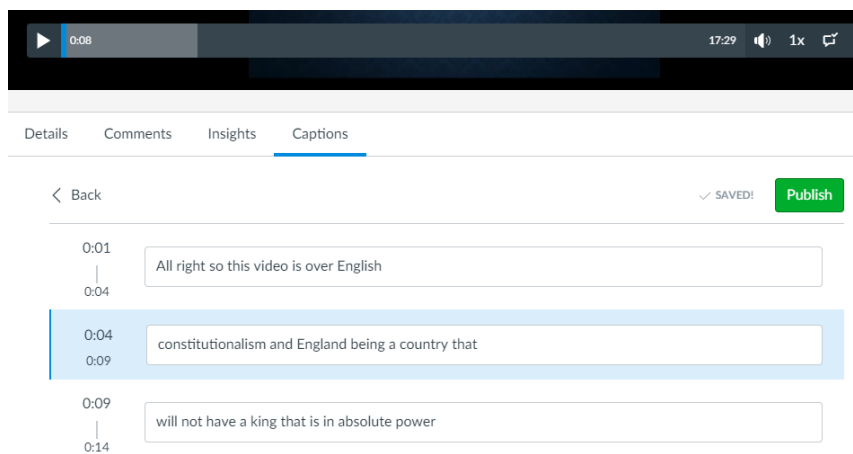 0:08 17:29 1x
Details Comments Insights Captions
Back SAVED! Publish
0:01
All right so this video is over English
0:04
0:04
constitutionalism and England being a country that
0:09
0:09
will not have a king that is in absolute power
0:14